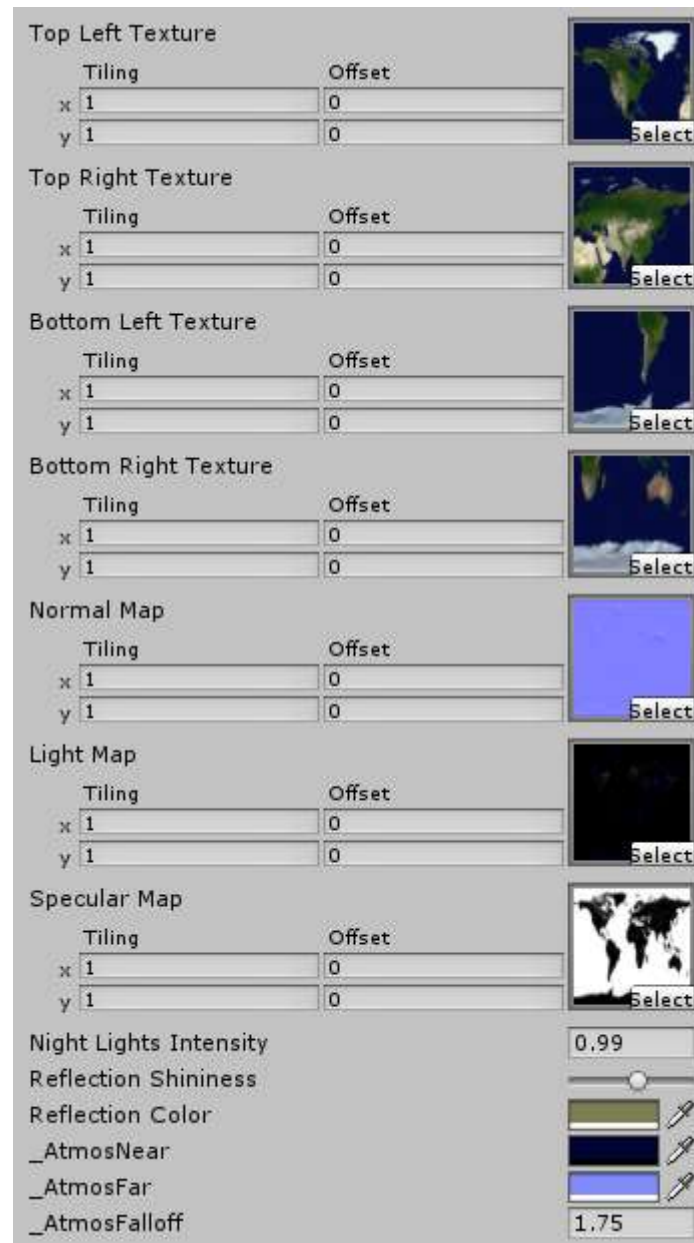 Top Left Texture
Tiling Offset
x 1 0
y 1 0
Select
Top Right Texture
Tiling Offset
x 1 0
y 1 0
Select
Bottom Left Texture
Tiling Offset
x 1 0
y 1 0
Select
Bottom Right Texture
Tiling Offset
x 1 0
y 1 0
Select
Normal Map
Tiling Offset
x 1 0
y 1 0
Select
Light Map
Tiling Offset
x 1 0
y 1 0
Select
Specular Map
Tiling Offset
x 1 0
y 1 0
Select
Night Lights Intensity 0.99
Reflection Shininess
Reflection Color
_AtmosNear
_AtmosFar
_AtmosFalloff 1.75